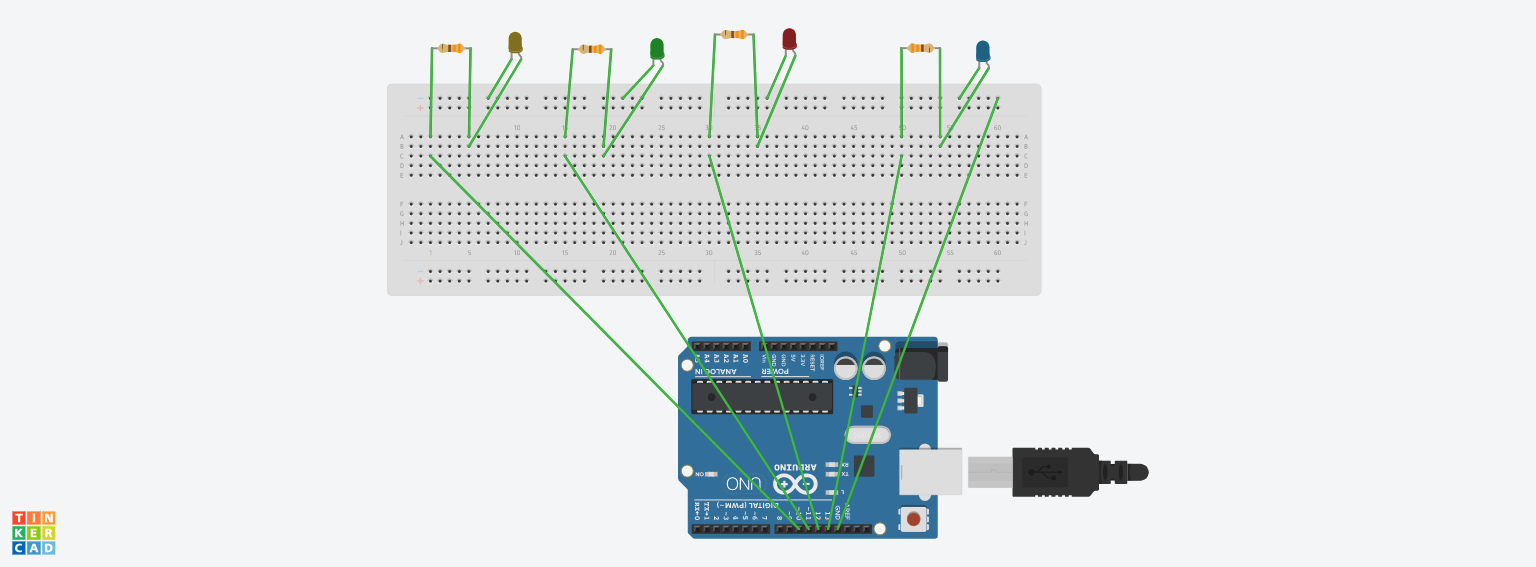 10 15 20 25 30 35 40 45 50 55 60
A A
B B
C C
D D
E E
F F
G G
H H
I I
J J
1 5 10 15 20 25 30 35 40 45 50 55 60
A5 A4 A3 A2 A1 A0 Vin GND GND 5V 3.3V RESET IOREF
ANALOG IN POWER
RX
ARDUINO
ON TX
UNO
L
DIGITAL (PWM~)
RX←0 TX→1 2 ~3 4 ~5 ~6 7 8 ~9 ~10 ~11 12 13 GND AREF
TIN
KER
CAD